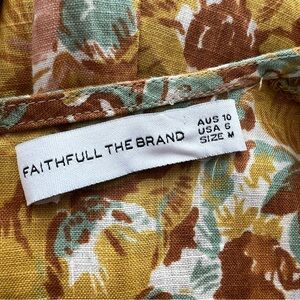 FAITHFULL THE BRAND
AUS 10
USA 6
SIZE M